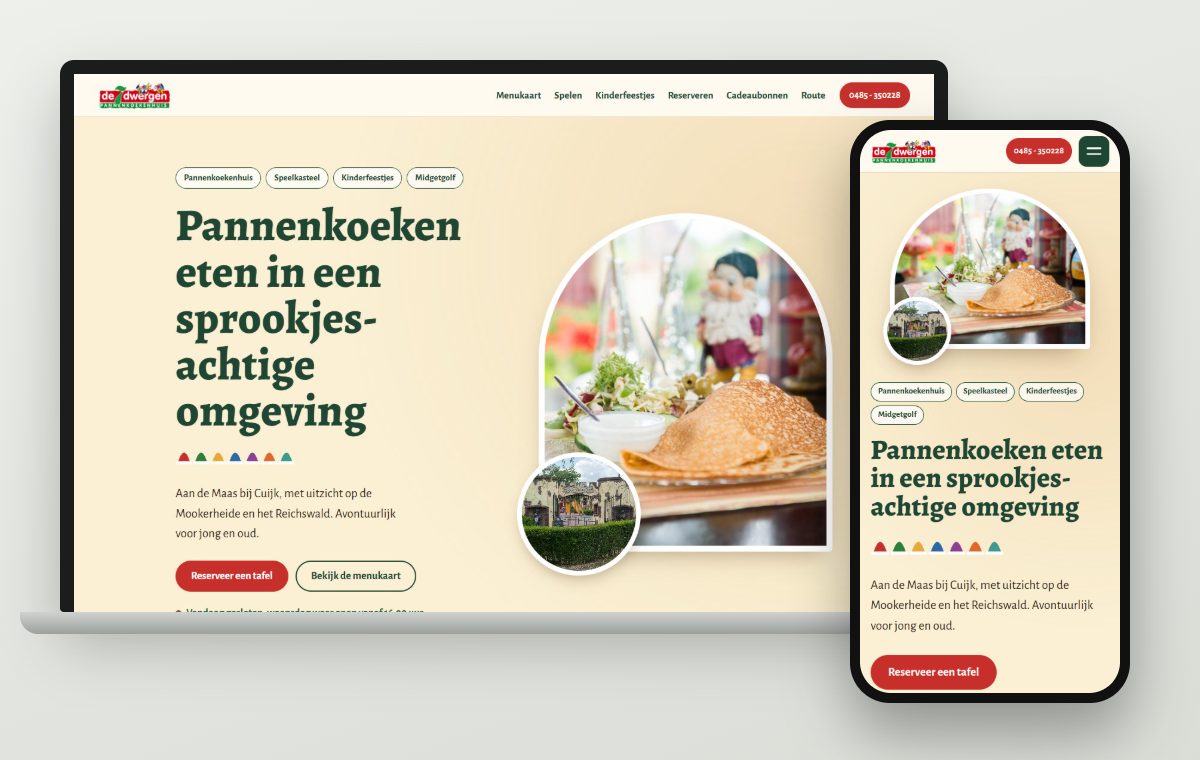 de 7 dwergen
PANNENKOEKENHUIS
Menukaart Spelen Kinderfeestjes Reserveren Cadeaubonnen Route 0485 - 350228
Pannenkoekenhuis Speelkasteel Kinderfeestjes Midgetgolf
Pannenkoeken
eten in een
sprookjes-
achtige
omgeving
Aan de Maas bij Cuijk, met uitzicht op de
Mookerheide en het Reichswald. Avontuurlijk
voor jong en oud.
Reserveer een tafel Bekijk de menukaart
de 7 dwergen
PANNENKOEKENHUIS
0485 - 350228
Pannenkoekenhuis Speelkasteel Kinderfeestjes
Midgetgolf
Pannenkoeken eten
in een sprookjes-
achtige omgeving
Aan de Maas bij Cuijk, met uitzicht op de
Mookerheide en het Reichswald. Avontuurlijk
voor jong en oud.
Reserveer een tafel